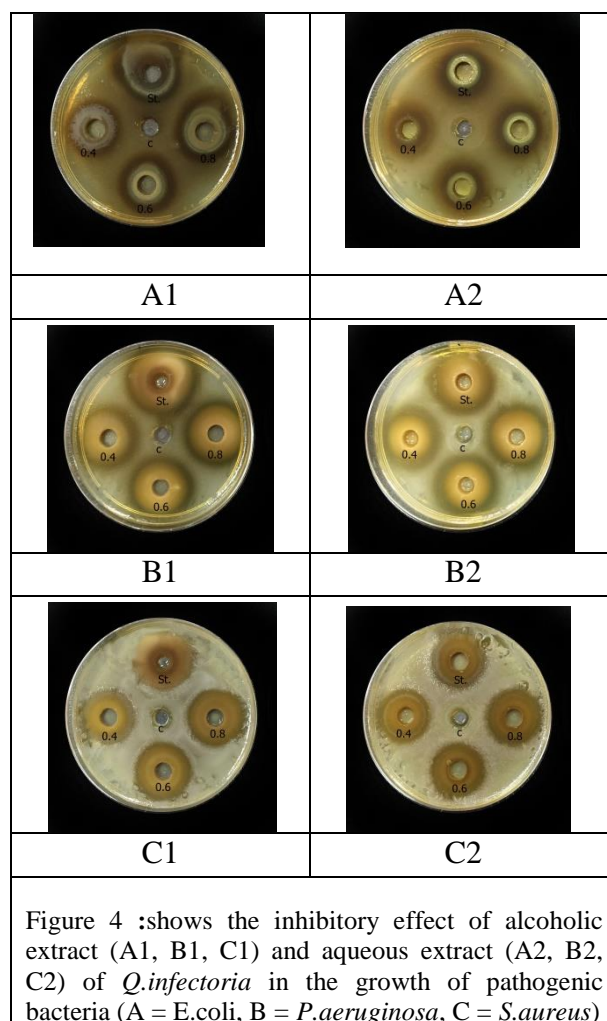 St.
0.4
c
0.8
0.6
St.
0.4
c
0.8
0.6
A1 A2
St.
0.4
c
0.8
0.6
St.
0.4
c
0.8
0.6
B1 B2
St.
0.4
c
0.8
0.6
St.
0.4
c
0.8
0.6
C1 C2
Figure 4 :shows the inhibitory effect of alcoholic
extract (A1, B1, C1) and aqueous extract (A2, B2,
C2) of Q.infectoria in the growth of pathogenic
bacteria (A = E.coli, B = P.aeruginosa, C = S.aureus)